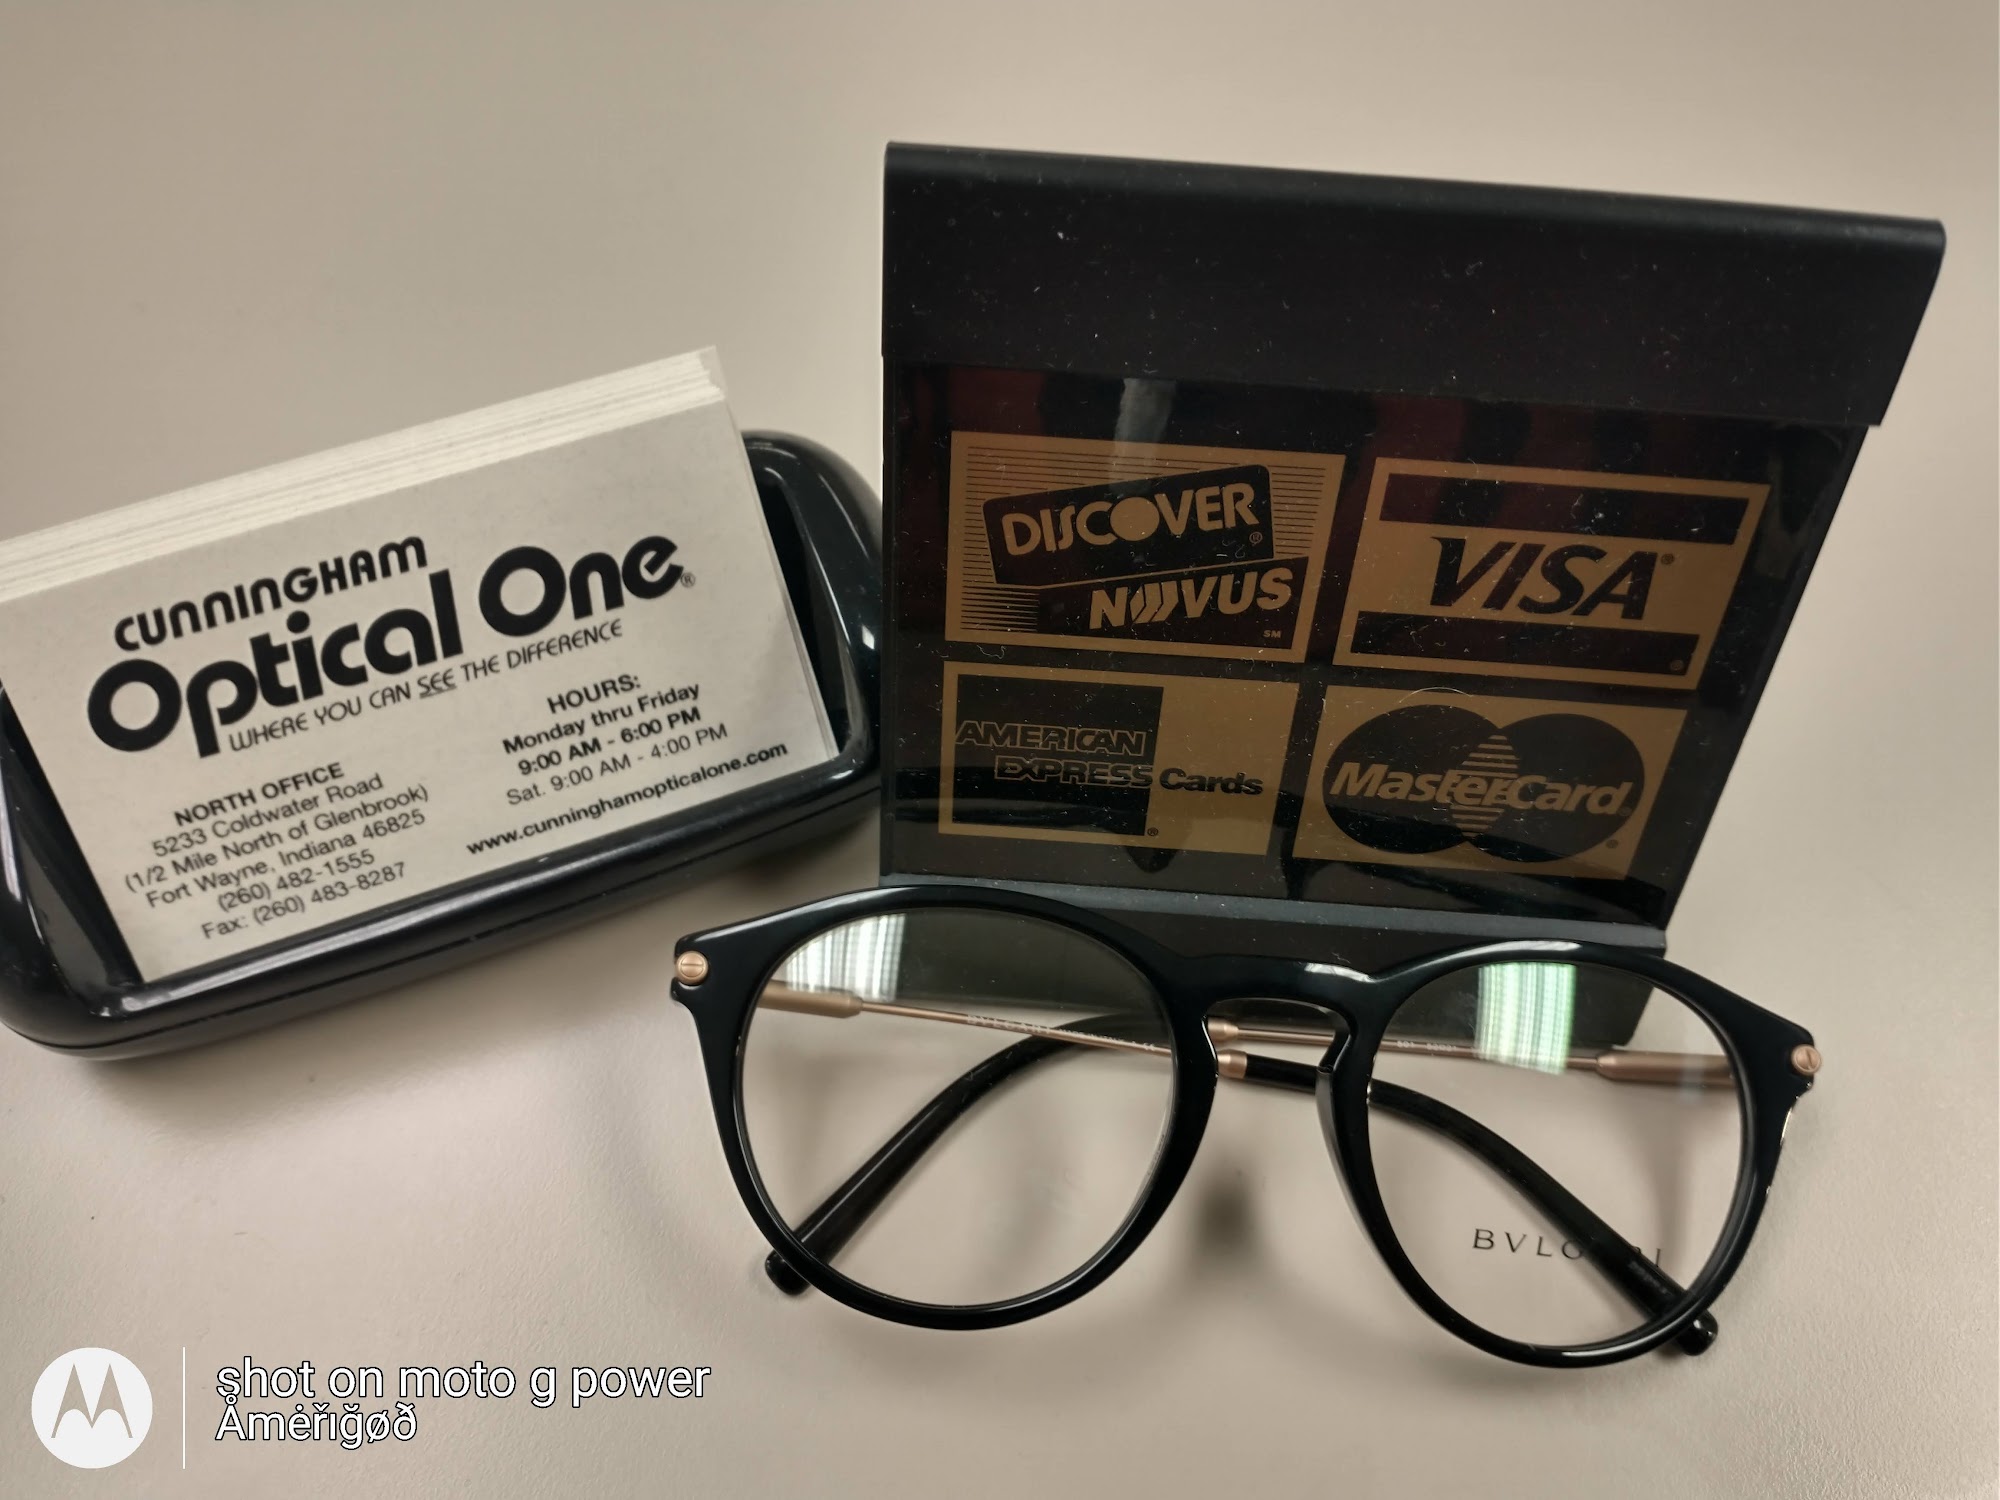 CUNNINGHAM
Optical One®
WHERE YOU CAN SEE THE DIFFERENCE
NORTH OFFICE
5233 Coldwater Road
(1/2 Mile North of Glenbrook)
Fort Wayne, Indiana 46825
(260) 482-1555
Fax: (260) 483-8287
HOURS:
Monday thru Friday
9:00 AM - 6:00 PM
Sat. 9:00 AM - 4:00 PM
www.cunninghamopticalone.com
DISCOVER®
NOVUS SM
VISA®
®
AMERICAN
EXPRESS Cards
®
MasterCard®
®
BVLGARI
shot on moto g power
Åmėřığøð